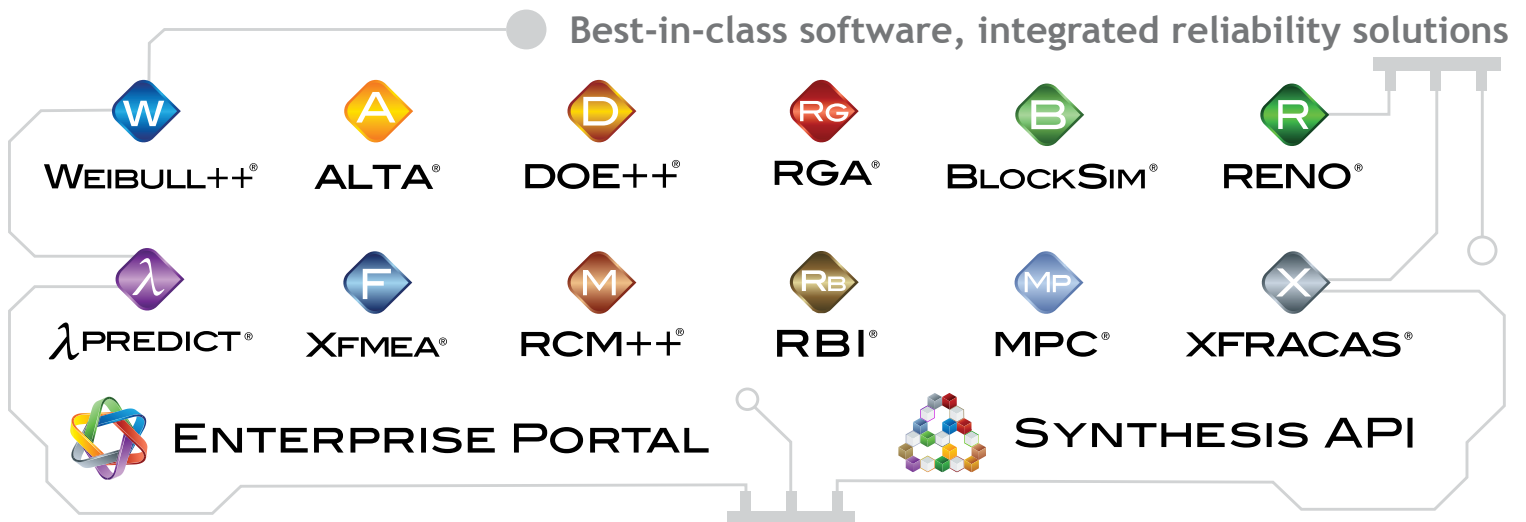 Best-in-class software, integrated reliability solutions
W A D RG B R
WEIBULL++® ALTA® DOE++® RGA® BLOCKSIM® RENO®
λ F M RB MP X
λPREDICT® XFMEA® RCM++® RBI® MPC® XFRACAS®
ENTERPRISE PORTAL SYNTHESIS API